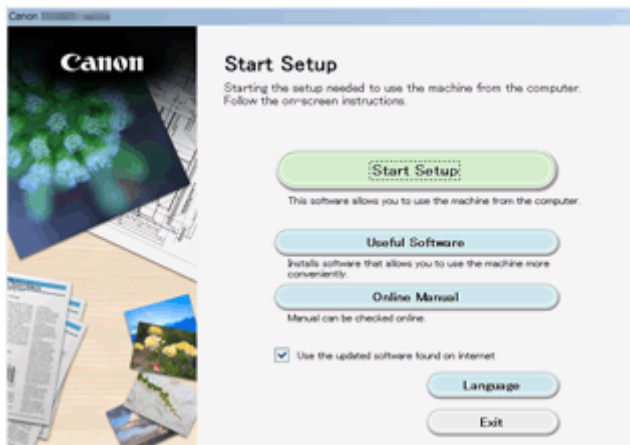 Canon
Canon
Start Setup
Starting the setup needed to use the machine from the computer.
Follow the on-screen instructions.
Start Setup
This software allows you to use the machine from the computer.
Useful Software
Installs software that allows you to use the machine more
conveniently.
Online Manual
Manual can be checked online.
Use the updated software found on internet
Language
Exit